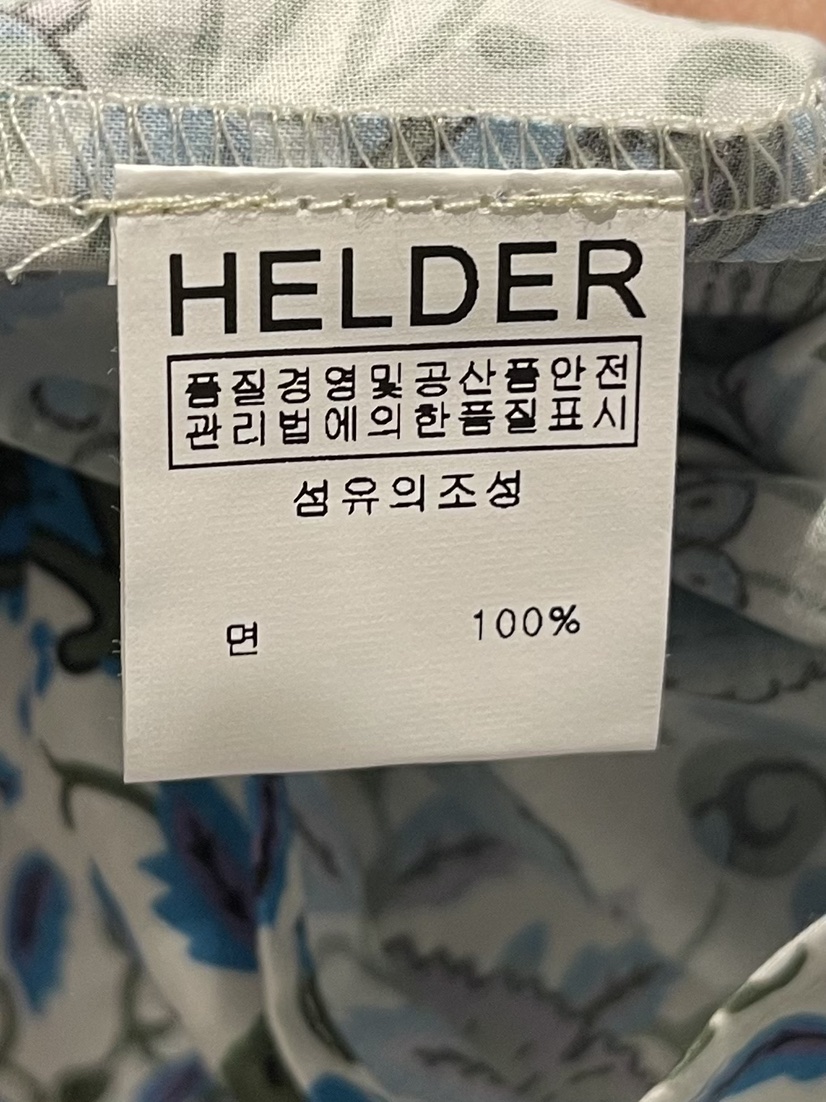 HELDER
품질경영및공산품안전
관리법에의한품질표시
섬유의조성
면 100%